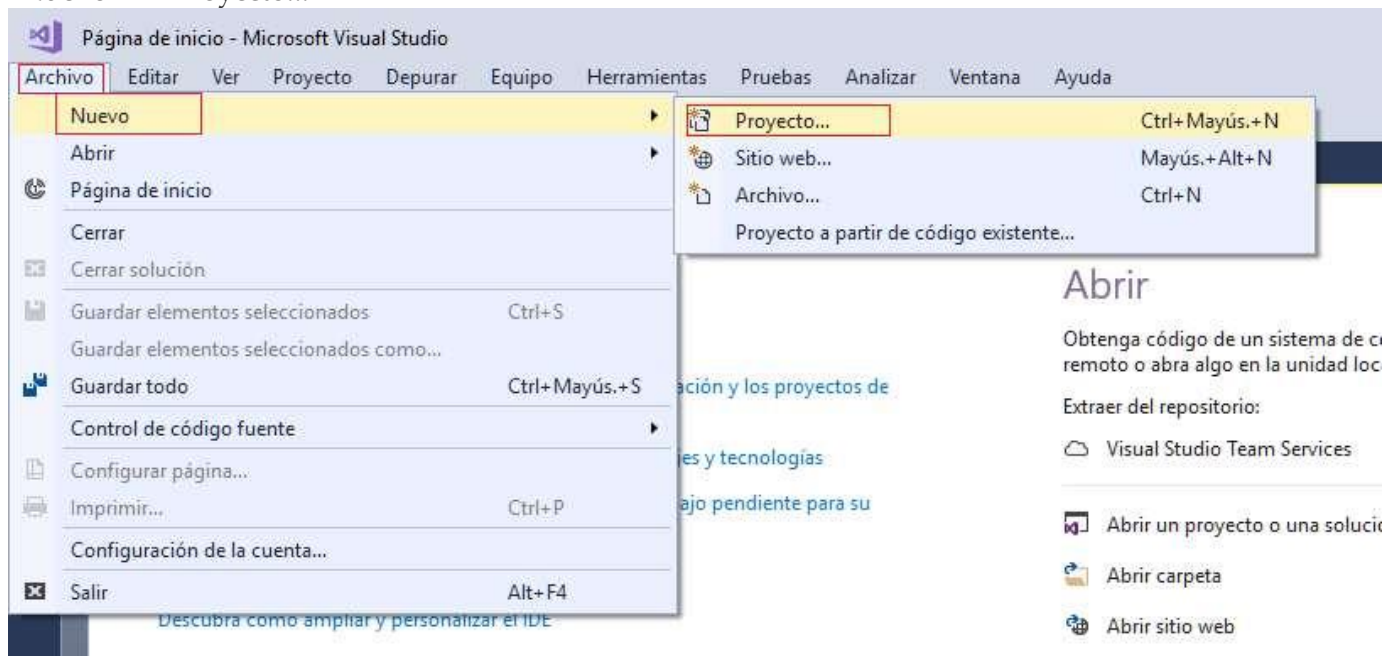 Página de inicio - Microsoft Visual Studio
Archivo Editar Ver Proyecto Depurar Equipo Herramientas Pruebas Analizar Ventana Ayuda
Nuevo
Proyecto... Ctrl+Mayús.+N
Abrir
Sitio web... Mayús.+Alt+N
Página de inicio
Archivo... Ctrl+N
Cerrar
Proyecto a partir de código existente...
Cerrar solución
Abrir
Guardar elementos seleccionados Ctrl+S
Guardar elementos seleccionados como...
Obtenga código de un sistema de
remoto o abra algo en la unidad
Guardar todo Ctrl+Mayús.+S
y los proyectos de
Extraer del repositorio:
Control de código fuente
y tecnologías
Visual Studio Team Services
Configurar página...
Imprimir... Ctrl+P
pendiente para su
Abrir un proyecto o una
Configuración de la cuenta...
Abrir carpeta
Salir Alt+F4
Descubra cómo ampliar y personalizar el IDE
Abrir sitio web